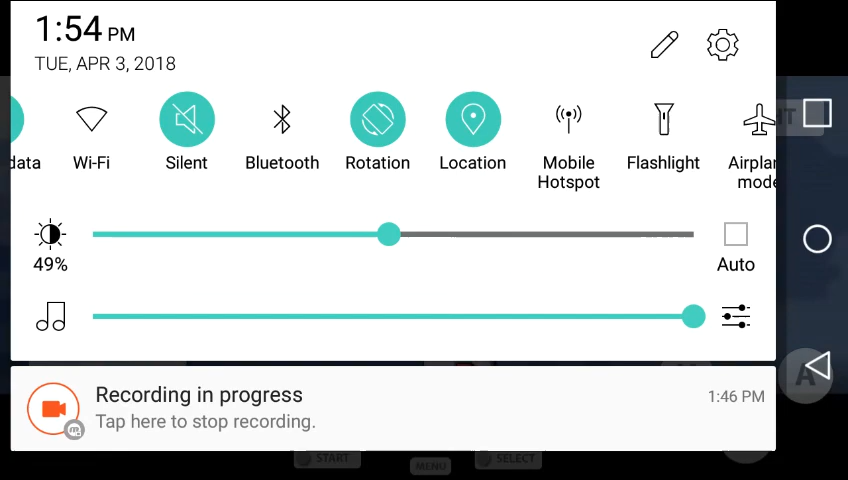 1:54 PM
TUE, APR 3, 2018
data
Wi-Fi
Silent
Bluetooth
Rotation
Location
Mobile
Hotspot
Flashlight
Airplan
mode
49%
Auto
Recording in progress
1:46 PM
Tap here to stop recording.
A
START
MENU
SELECT